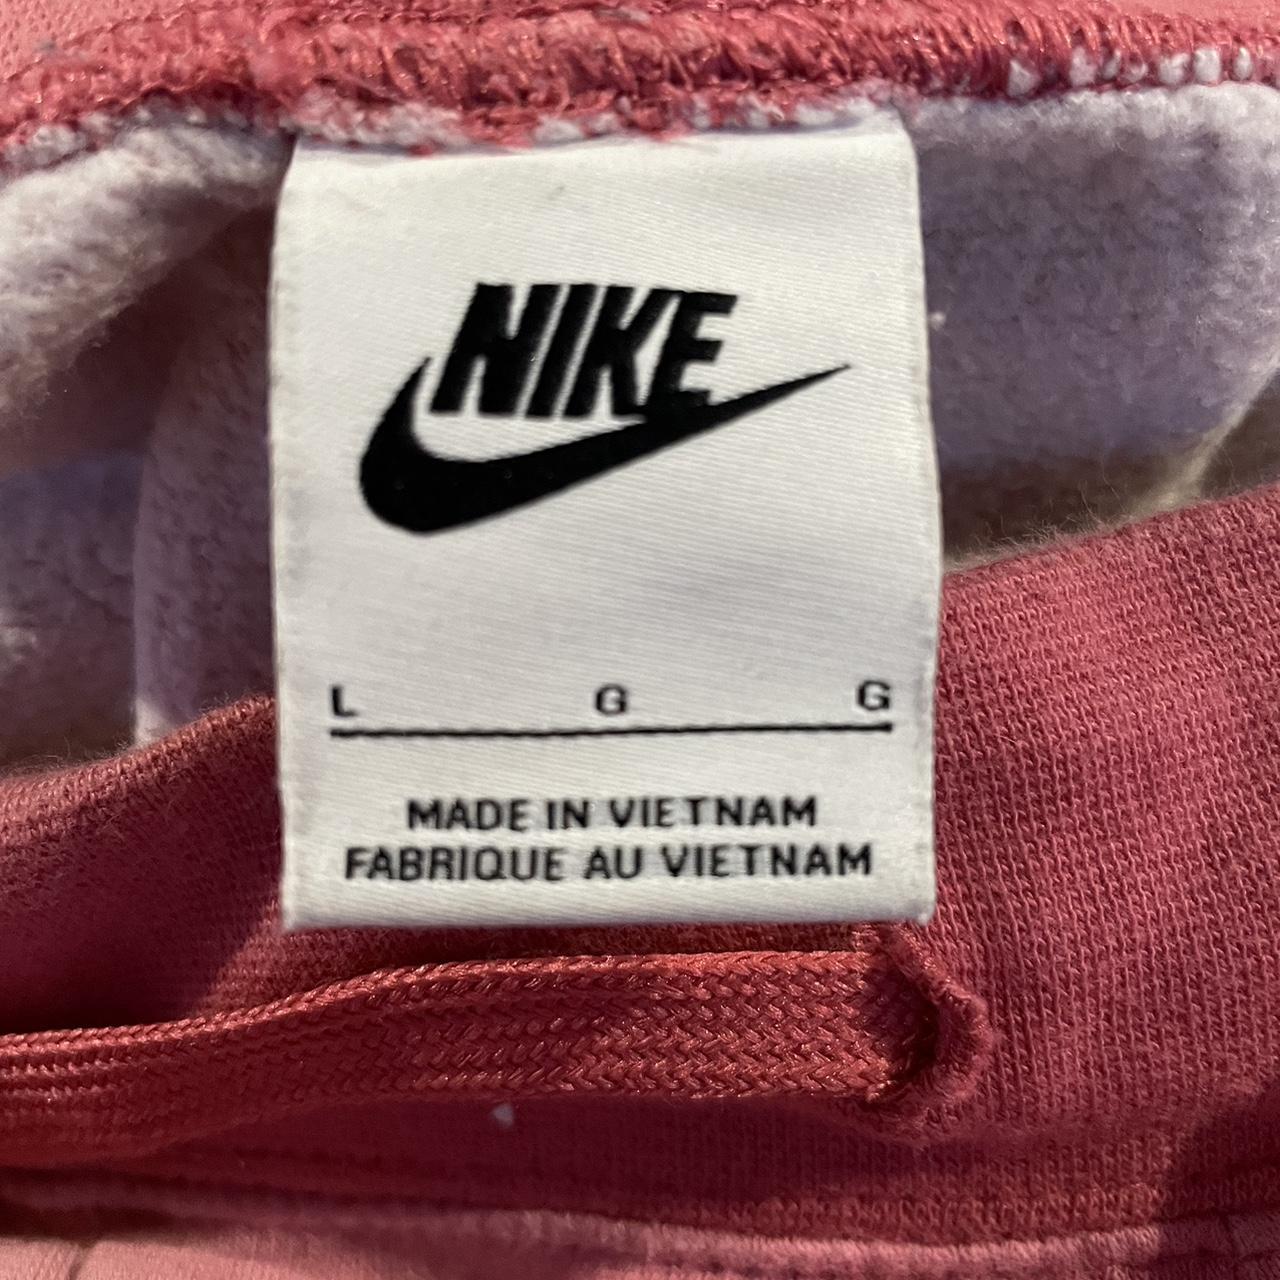 NIKE
L G G
MADE IN VIETNAM
FABRIQUE AU VIETNAM